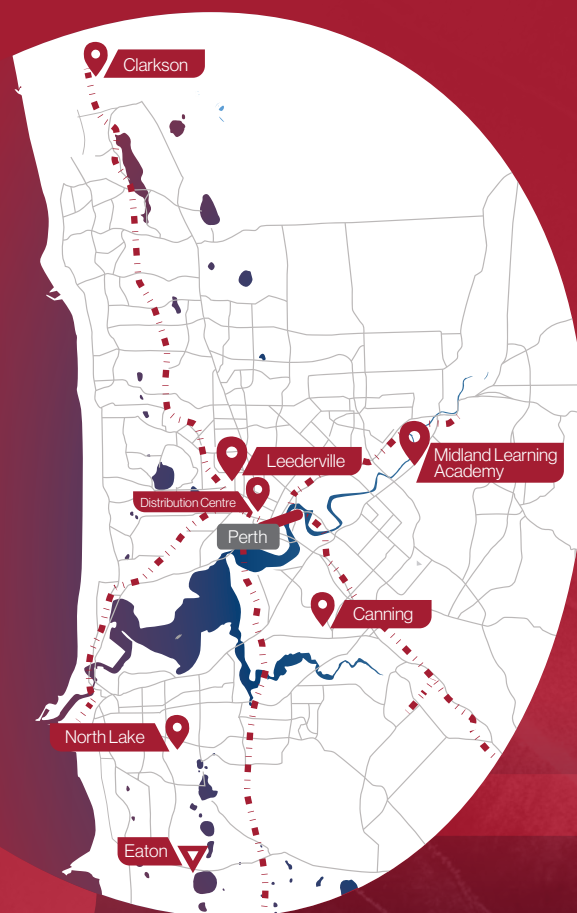 Clarkson
Leederville
Midland Learning
Academy
Distribution Centre
Perth
Canning
North Lake
Eaton